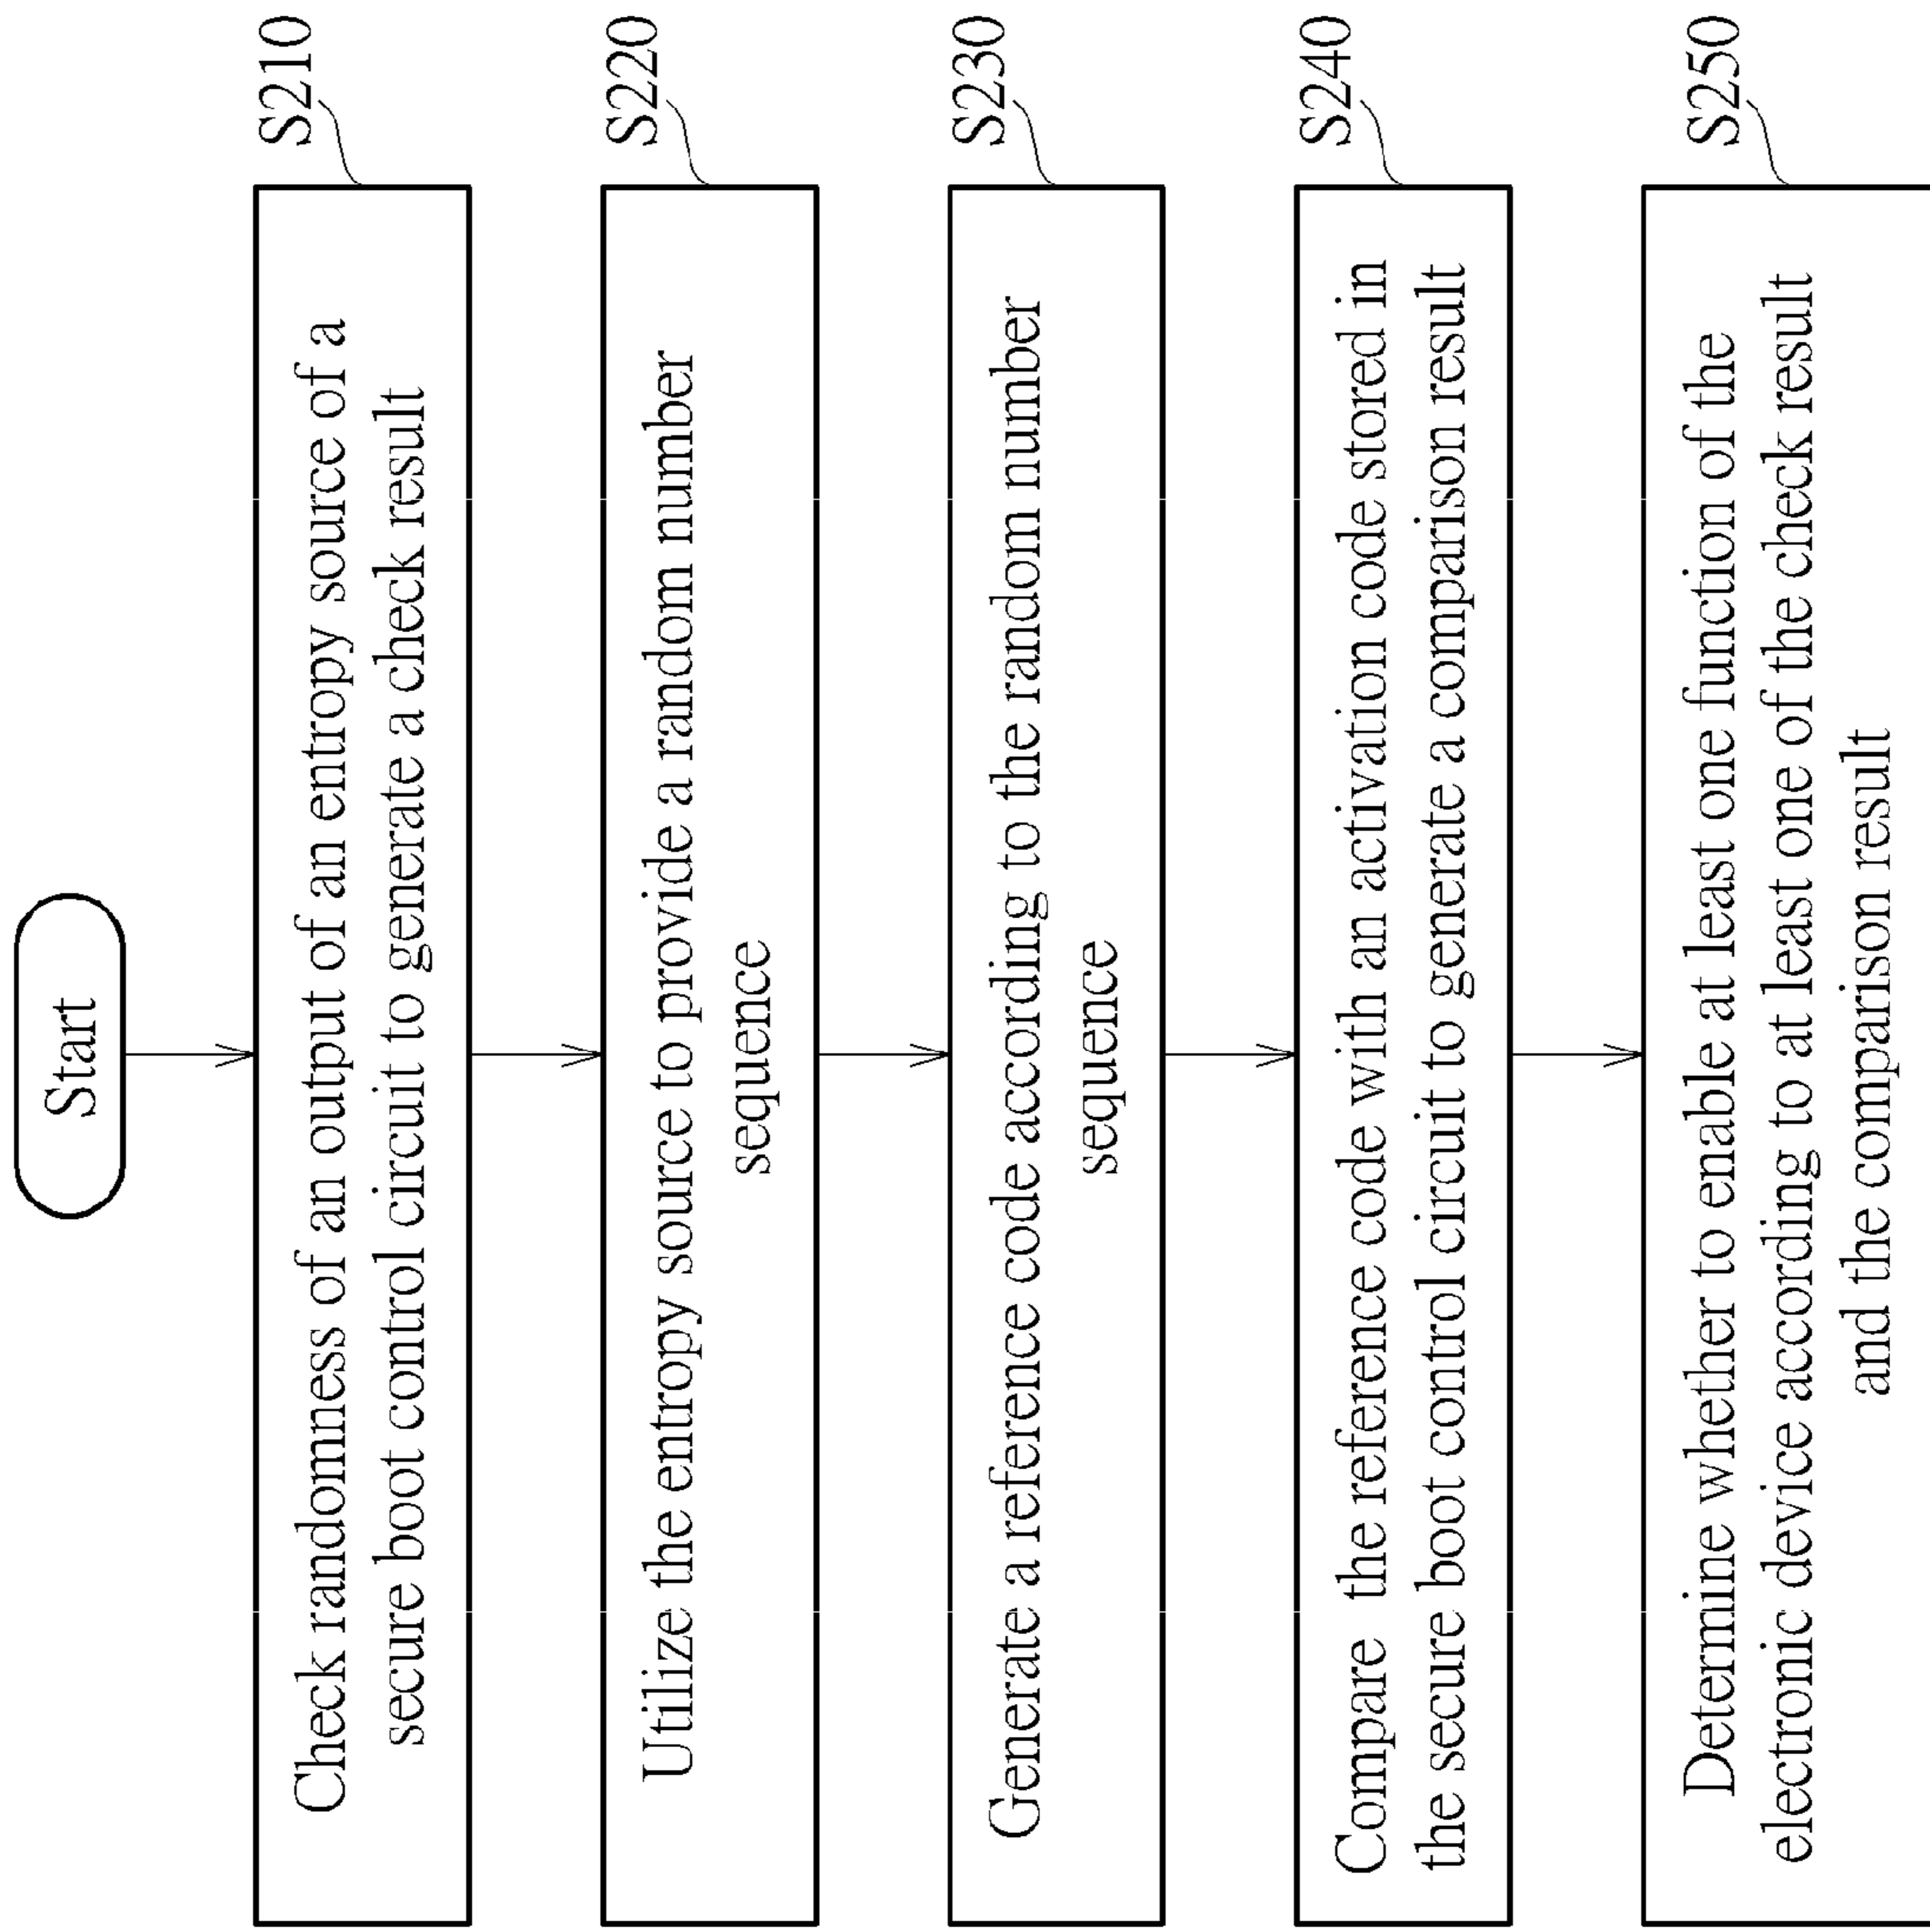 Start
S210
Check randomness of an output of an entropy source of a
secure boot control circuit to generate a check result
S220
Utilize the entropy source to provide a random number
sequence
S230
Generate a reference code according to the random number
sequence
S240
Compare the reference code with an activation code stored in
the secure boot control circuit to generate a comparison result
S250
Determine whether to enable at least one function of the
electronic device according to at least one of the check result
and the comparison result